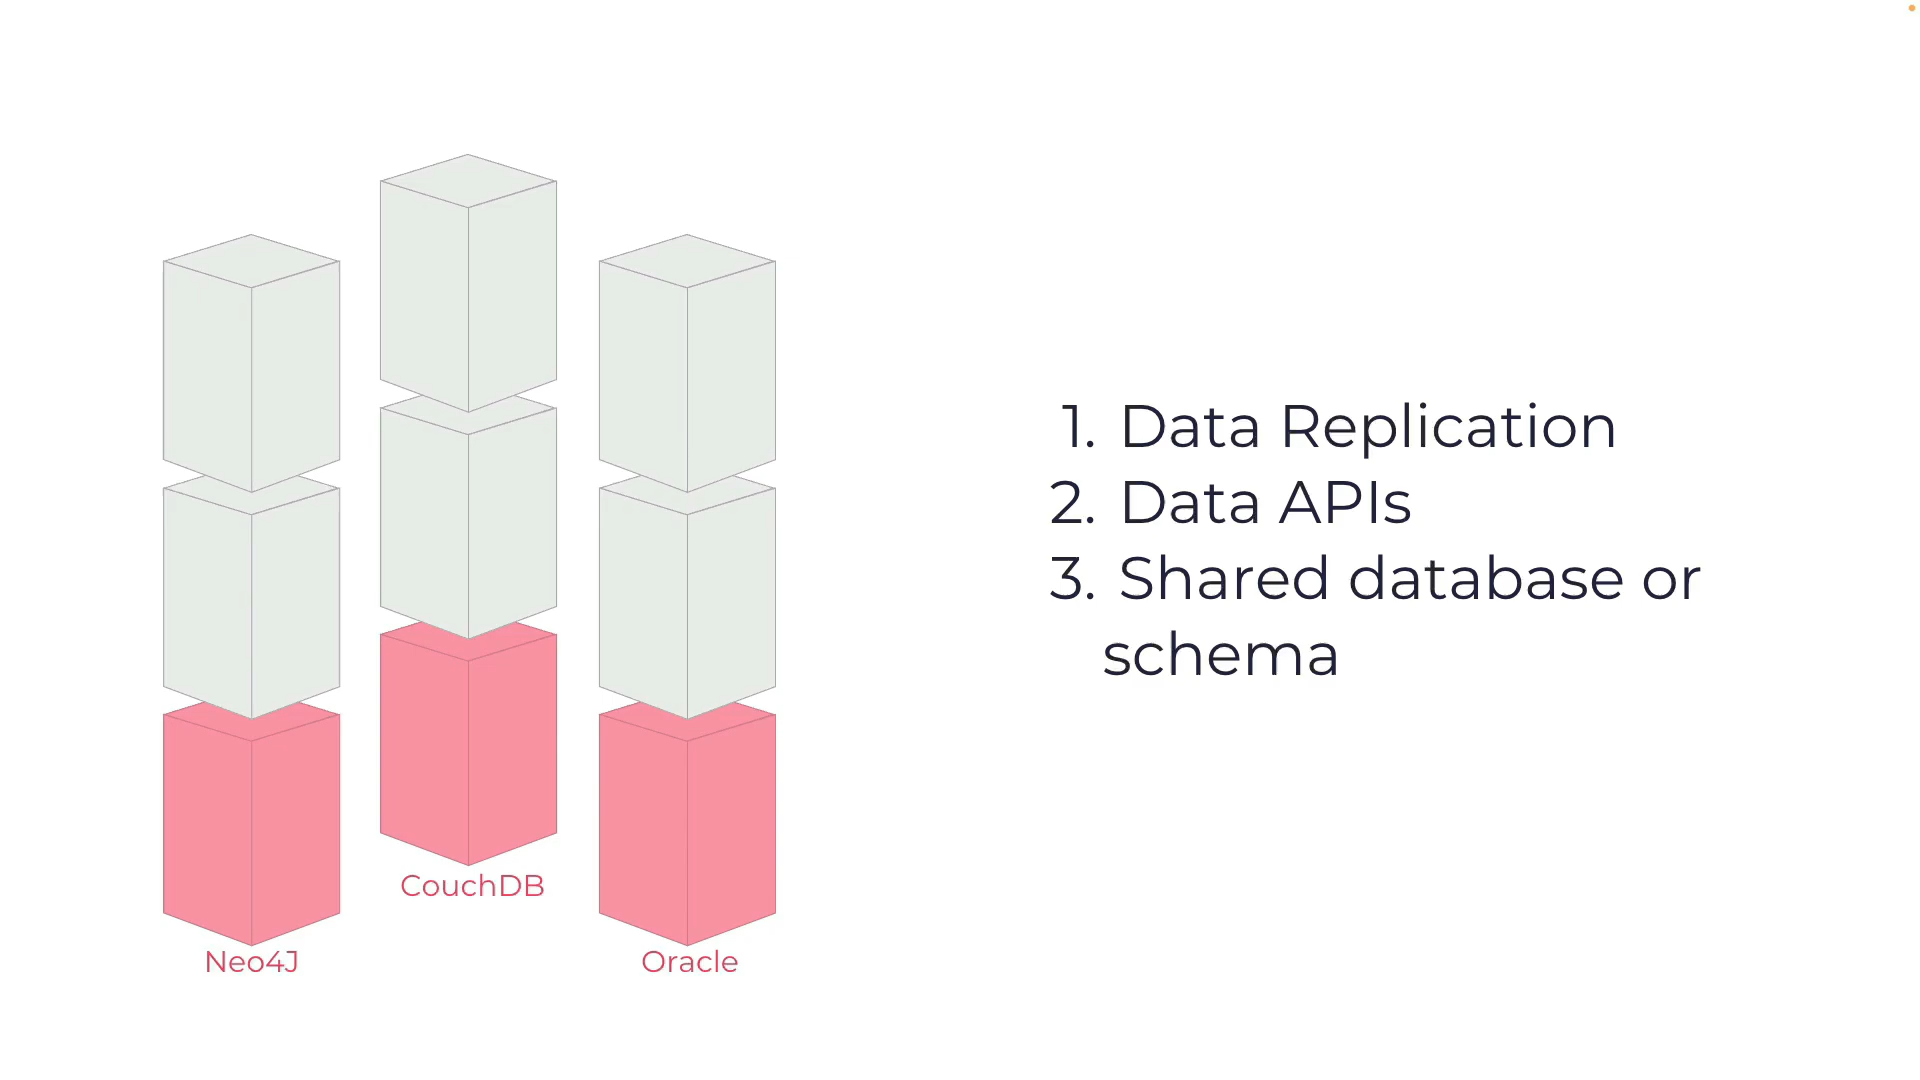 1. Data Replication
2. Data APIs
3. Shared database or
schema
CouchDB
Neo4J
Oracle